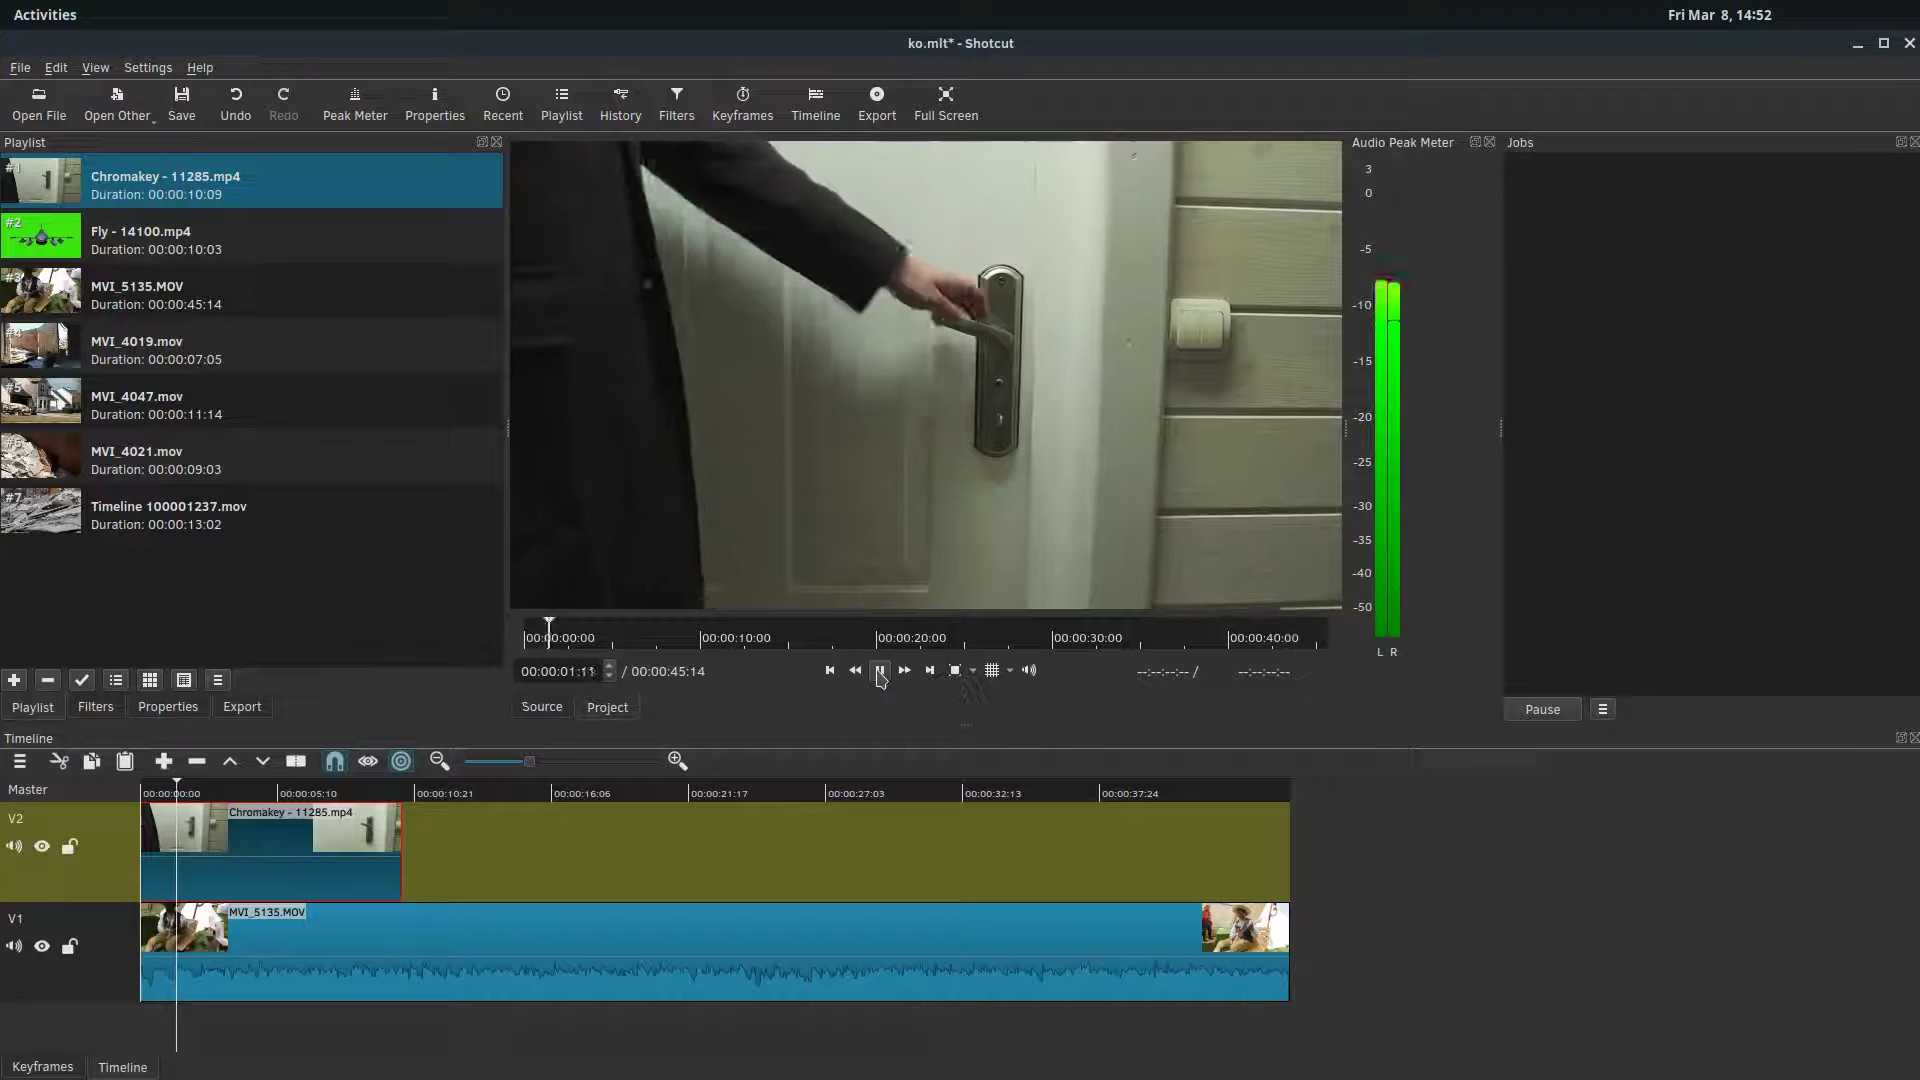 Activities
Fri Mar 8, 14:52
ko.mlt* - Shotcut
File Edit View Settings Help
Open File Open Other Save Undo Redo Peak Meter Properties Recent Playlist History Filters Keyframes Timeline Export Full Screen
Playlist
#1
Chromakey - 11285.mp4
Duration: 00:00:10:09
#2
Fly - 14100.mp4
Duration: 00:00:10:03
#3
MVI_5135.MOV
Duration: 00:00:45:14
#4
MVI_4019.mov
Duration: 00:00:07:05
#5
MVI_4047.mov
Duration: 00:00:11:14
#6
MVI_4021.mov
Duration: 00:00:09:03
#7
Timeline 100001237.mov
Duration: 00:00:13:02
Playlist Filters Properties Export
00:00:00:00 00:00:10:00 00:00:20:00 00:00:30:00 00:00:40:00
/ 00:00:45:14
--:--:--:-- / --:--:--:--
Source Project
Audio Peak Meter
3
0
-5
-10
-15
-20
-25
-30
-35
-40
-50
L R
Jobs
Pause
Timeline
Master
00:00:00:00 00:00:05:10 00:00:10:21 00:00:16:06 00:00:21:17 00:00:27:03 00:00:32:13 00:00:37:24
V2
Chromakey - 11285.mp4
V1
MVI_5135.MOV
Keyframes Timeline